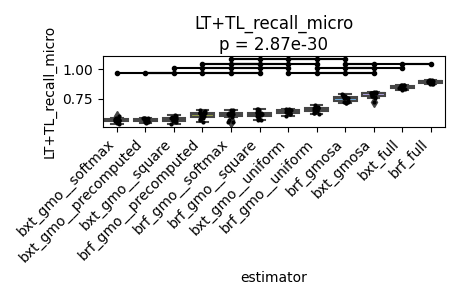 LT+TL_recall_micro
p = 2.87e-30
LT+TL_recall_micro
1.00
0.75
bxt_gmo__softmax
bxt_gmo__precomputed
bxt_gmo__square
brf_gmo__precomputed
brf_gmo__softmax
brf_gmo__square
bxt_gmo__uniform
brf_gmo__uniform
brf_gmosa
bxt_gmosa
bxt_full
brf_full
estimator